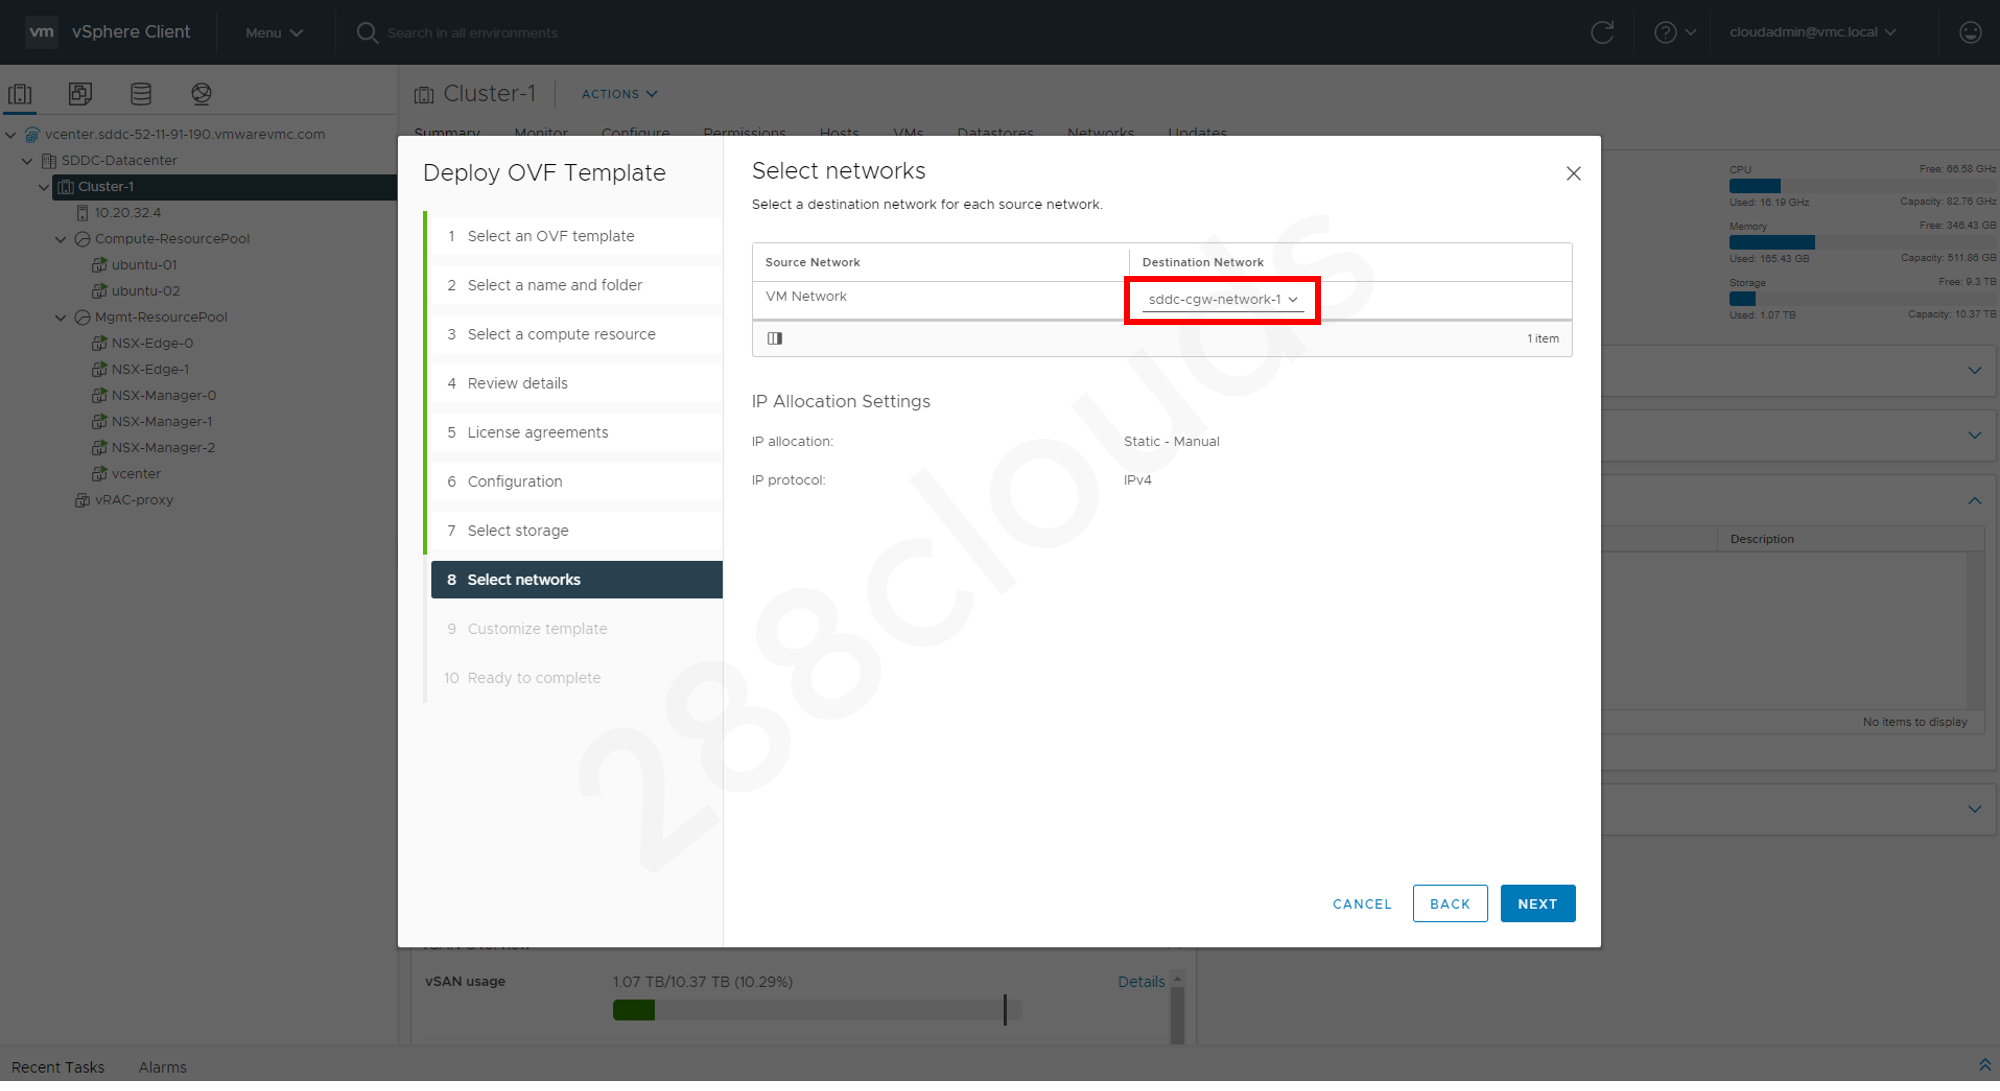 vm vSphere Client Menu Search in all environments cloudadmin@vmc.local
Cluster-1 ACTIONS
Summary Monitor Configure Permissions Hosts VMs Datastores Networks Updates
vcenter.sddc-52-11-91-190.vmwarevmc.com
SDDC-Datacenter
Cluster-1
10.20.32.4
Compute-ResourcePool
ubuntu-01
ubuntu-02
Mgmt-ResourcePool
NSX-Edge-0
NSX-Edge-1
NSX-Manager-0
NSX-Manager-1
NSX-Manager-2
vcenter
vRAC-proxy
Deploy OVF Template
1 Select an OVF template
2 Select a name and folder
3 Select a compute resource
4 Review details
5 License agreements
6 Configuration
7 Select storage
8 Select networks
9 Customize template
10 Ready to complete
Select networks
Select a destination network for each source network.
Source Network Destination Network
VM Network sddc-cgw-network-1
1 item
IP Allocation Settings
IP allocation: Static - Manual
IP protocol: IPv4
CANCEL BACK NEXT
288clouds
CPU Free: 66.58 GHz
Used: 16.19 GHz Capacity: 82.76 GHz
Memory Free: 346.43 GB
Used: 165.43 GB Capacity: 511.86 GB
Storage Free: 9.3 TB
Used: 1.07 TB Capacity: 10.37 TB
Description
No items to display
vSAN Overview
vSAN usage 1.07 TB/10.37 TB (10.29%) Details
Recent Tasks Alarms